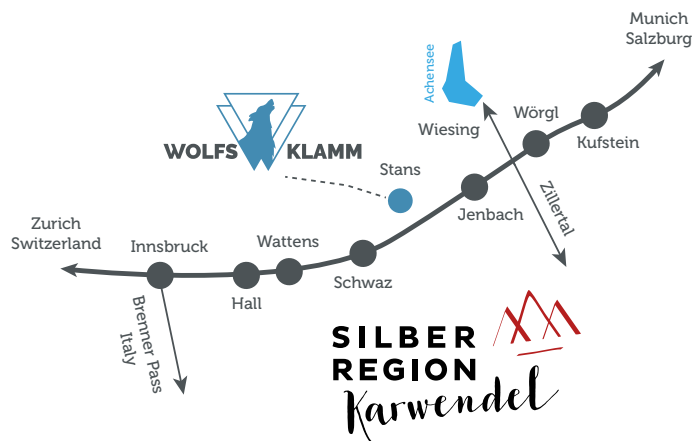 Munich
Salzburg
Achensee
Wörgl
Wiesing
Kufstein
WOLFS KLAMM
Stans
Jenbach
Zillertal
Zurich
Switzerland
Innsbruck
Wattens
Schwaz
Hall
Brenner Pass
Italy
SILBER
REGION
Karwendel